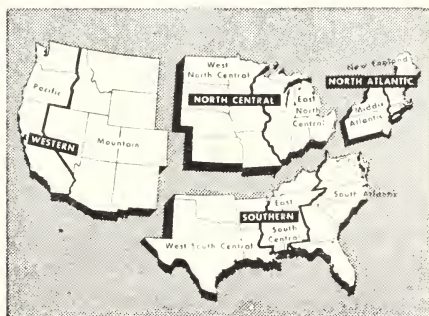 Pacific
WESTERN
Mountain
West
North Central
NORTH CENTRAL
East
North
Central
New England
NORTH ATLANTIC
Middle
Atlantic
West South Central
SOUTHERN
East
South
Central
South Atlantic